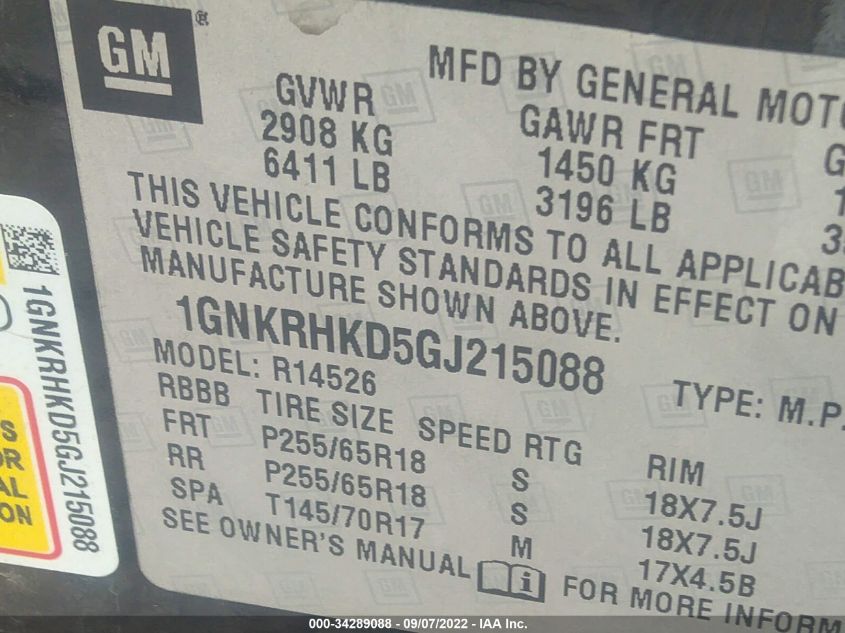 GM
®
MFD BY GENERAL
GVWR
GAWR FRT
2908 KG
1450 KG
6411 LB
3196 LB
THIS VEHICLE CONFORMS TO ALL
VEHICLE SAFETY STANDARDS IN EFFECT ON
MANUFACTURE SHOWN ABOVE.
1GNKRHKD5GJ215088
MODEL: R14526
TYPE: M.P.
RBBB TIRE SIZE SPEED RTG RIM
FRT P255/65R18 S 18X7.5J
RR P255/65R18 S 18X7.5J
SPA T145/70R17 M 17X4.5B
SEE OWNER'S MANUAL i FOR MORE
1GNKRHKD5GJ215088
000-34289088 - 09/07/2022 - IAA Inc.